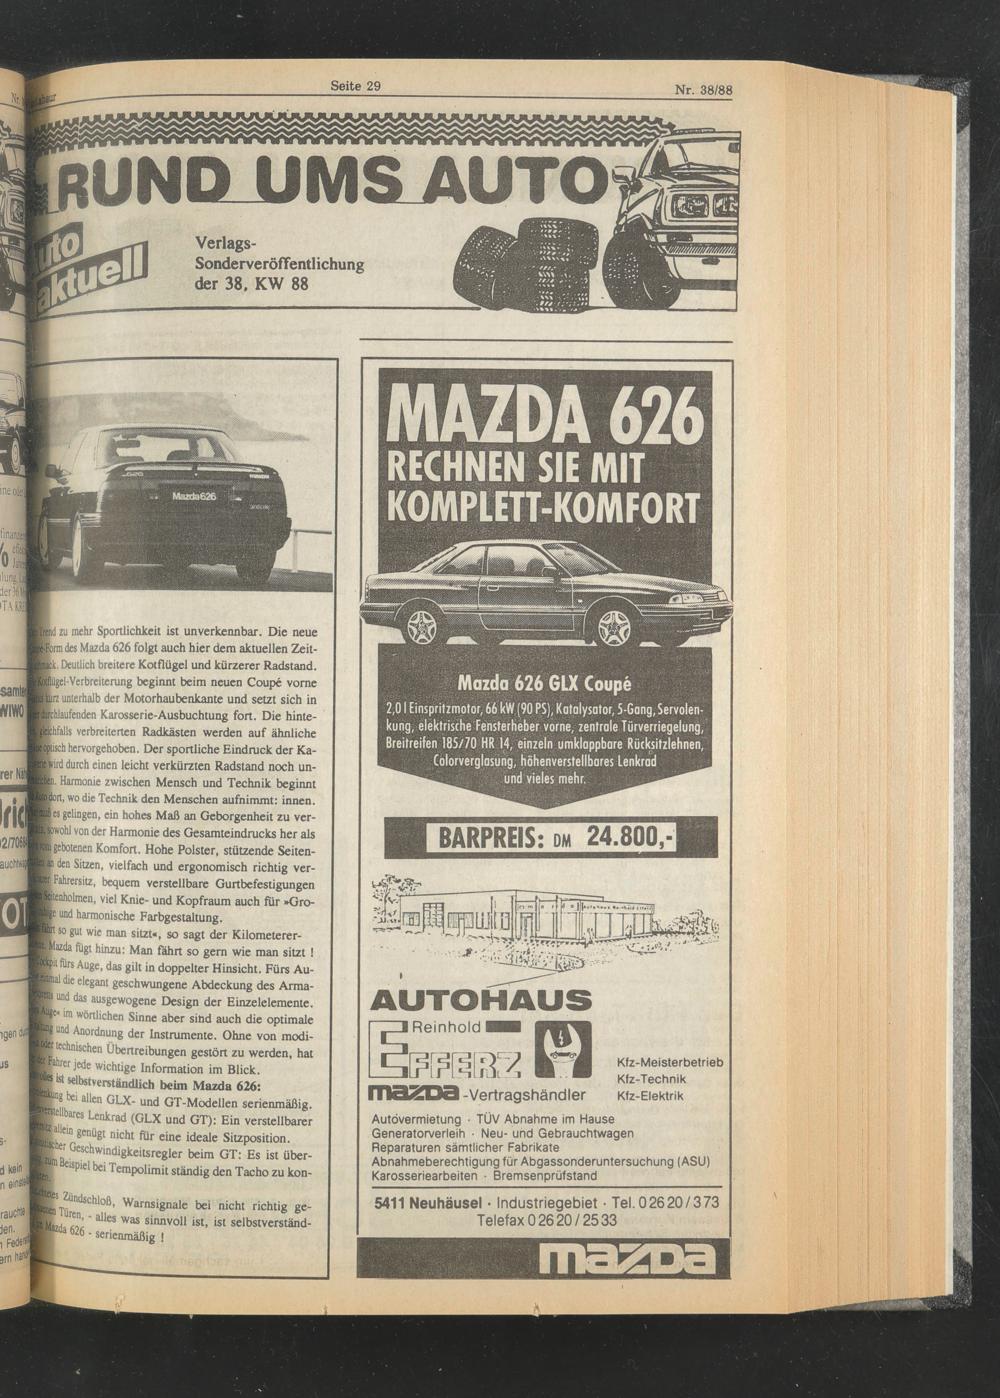 Seite 29
Nr. 38/88
RUND UMS AUTO
uto
aktuell
Verlags-
Sonderveröffentlichung
der 38, KW 88
Mazda626
zu mehr Sportlichkeit ist unverkennbar. Die neue
Form des Mazda 626 folgt auch hier dem aktuellen Zeit-
Deutlich breitere Kotflügel und kürzerer Radstand.
-Verbreiterung beginnt beim neuen Coupé vorne
kurz unterhalb der Motorhaubenkante und setzt sich in
durchlaufenden Karosserie-Ausbuchtung fort. Die hinte-
gleichfalls verbreiterten Radkästen werden auf ähnliche
optisch hervorgehoben. Der sportliche Eindruck der Ka-
wird durch einen leicht verkürzten Radstand noch un-
Harmonie zwischen Mensch und Technik beginnt
dort, wo die Technik den Menschen aufnimmt: innen.
es gelingen, ein hohes Maß an Geborgenheit zu ver-
sowohl von der Harmonie des Gesamteindrucks her als
gebotenen Komfort. Hohe Polster, stützende Seiten-
an den Sitzen, vielfach und ergonomisch richtig ver-
Fahrersitz, bequem verstellbare Gurtbefestigungen
viel Knie- und Kopfraum auch für »Gro-
und harmonische Farbgestaltung.
fährt so gut wie man sitzt«, so sagt der Kilometerer-
Mazda fügt hinzu: Man fährt so gern wie man sitzt !
fürs Auge, das gilt in doppelter Hinsicht. Fürs Au-
die elegant geschwungene Abdeckung des Arma-
und das ausgewogene Design der Einzelelemente.
Auge« im wörtlichen Sinne aber sind auch die optimale
und Anordnung der Instrumente. Ohne von modi-
oder technischen Übertreibungen gestört zu werden, hat
der Fahrer jede wichtige Information im Blick.
ist selbstverständlich beim Mazda 626:
bei allen GLX- und GT-Modellen serienmäßig.
Lenkrad (GLX und GT): Ein verstellbarer
allein genügt nicht für eine ideale Sitzposition.
Geschwindigkeitsregler beim GT: Es ist über-
zum Beispiel bei Tempolimit ständig den Tacho zu kon-
Zündschloß, Warnsignale bei nicht richtig ge-
Türen, - alles was sinnvoll ist, ist selbstverständ-
Mazda 626 - serienmäßig !
MAZDA 626
RECHNEN SIE MIT
KOMPLETT-KOMFORT
Mazda 626 GLX Coupé
2,0 l Einspritzmotor, 66 kW (90 PS), Katalysator, 5-Gang, Servolen-
kung, elektrische Fensterheber vorne, zentrale Türverriegelung,
Breitreifen 185/70 HR 14, einzeln umklappbare Rücksitzlehnen,
Colorverglasung, höhenverstellbares Lenkrad
und vieles mehr.
BARPREIS: DM 24.800,-
AUTOHAUS
Reinhold
EFFERZ
mazda-Vertragshändler
Kfz-Meisterbetrieb
Kfz-Technik
Kfz-Elektrik
Autovermietung · TÜV Abnahme im Hause
Generatorverleih · Neu- und Gebrauchtwagen
Reparaturen sämtlicher Fabrikate
Abnahmeberechtigung für Abgassonderuntersuchung (ASU)
Karosseriearbeiten · Bremsenprüfstand
5411 Neuhäusel · Industriegebiet · Tel. 0 26 20 / 3 73
Telefax 0 26 20 / 25 33
mazda